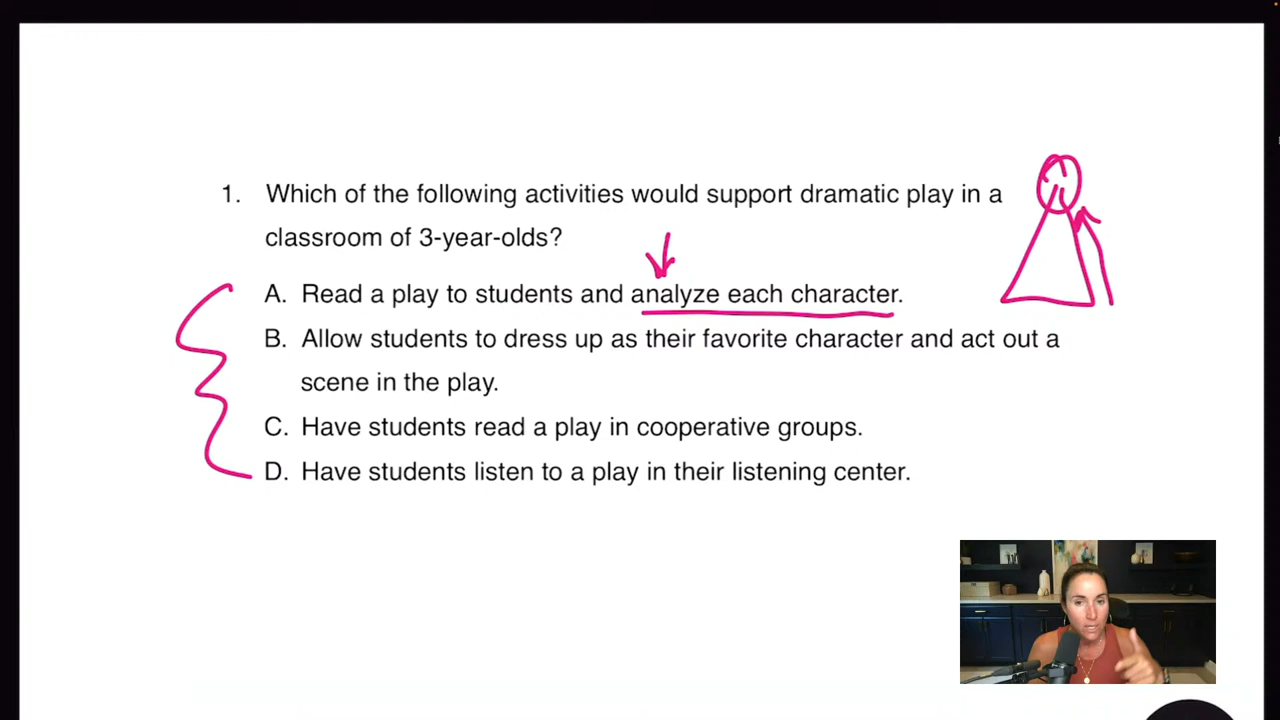 1. Which of the following activities would support dramatic play in a
classroom of 3-year-olds?
A. Read a play to students and analyze each character.
B. Allow students to dress up as their favorite character and act out a
scene in the play.
C. Have students read a play in cooperative groups.
D. Have students listen to a play in their listening center.